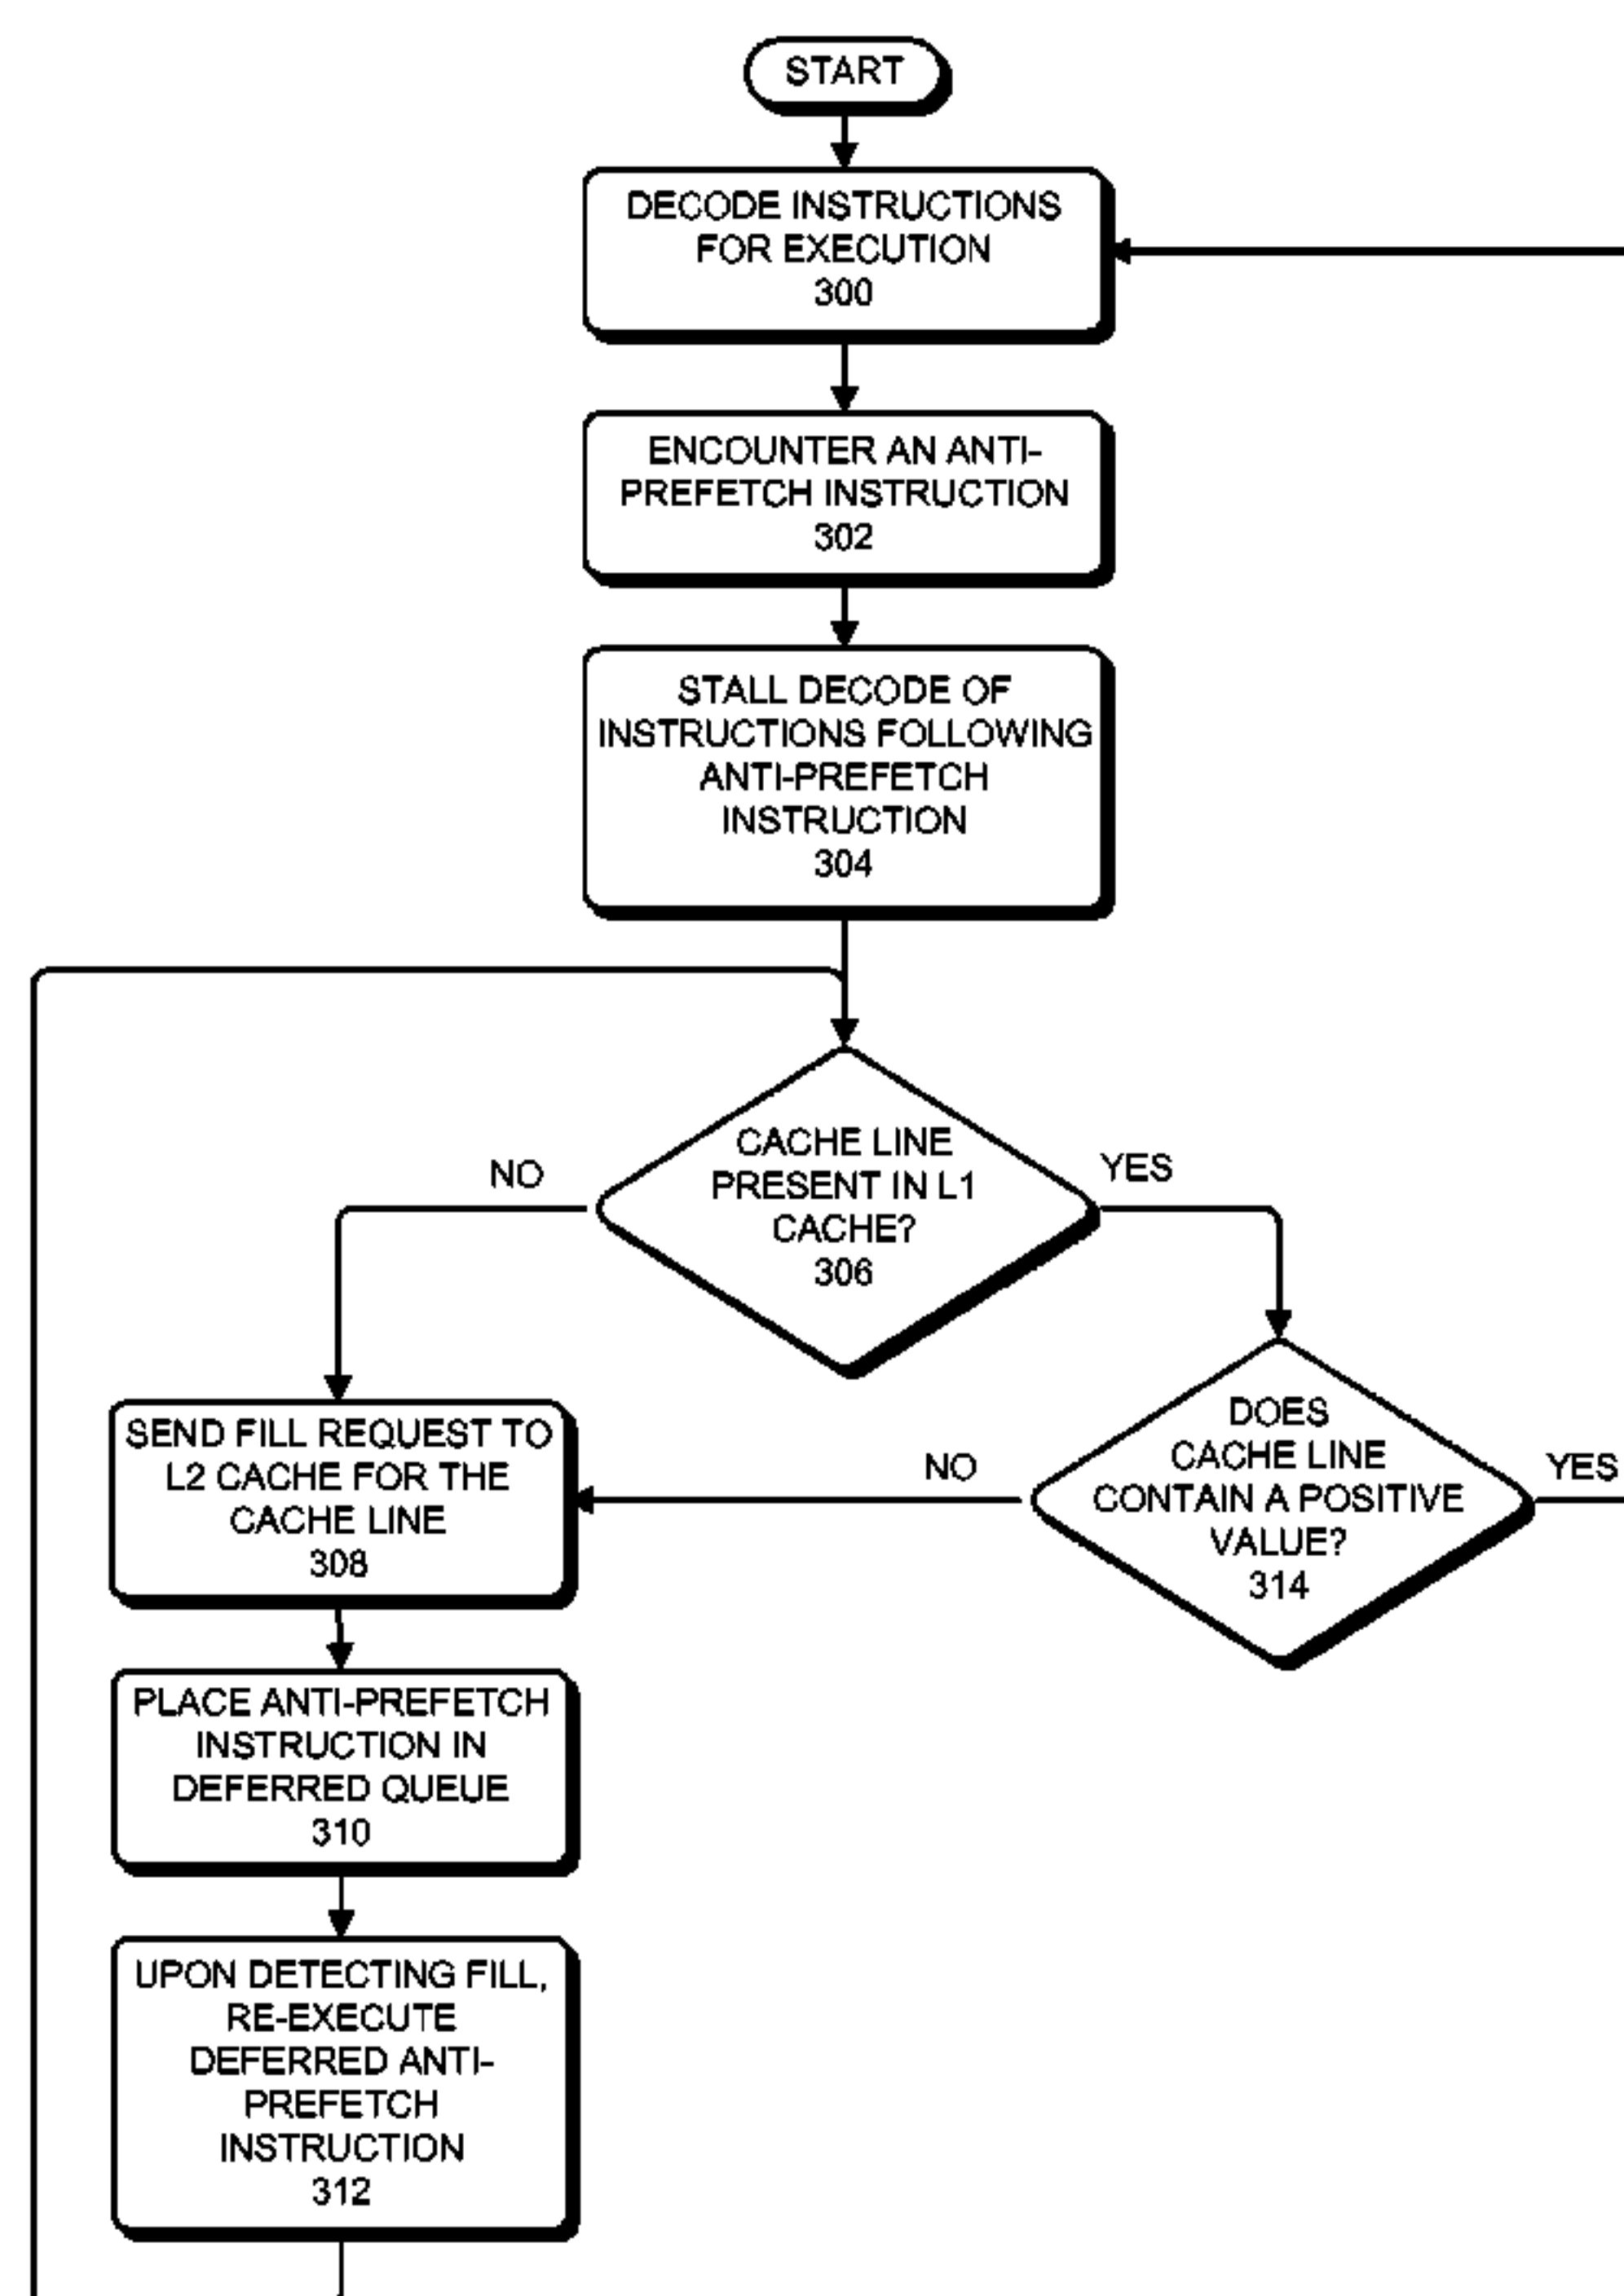 START
DECODE INSTRUCTIONS
FOR EXECUTION
300
ENCOUNTER AN ANTI-
PREFETCH INSTRUCTION
302
STALL DECODE OF
INSTRUCTIONS FOLLOWING
ANTI-PREFETCH
INSTRUCTION
304
CACHE LINE
PRESENT IN L1
CACHE?
306
NO
YES
SEND FILL REQUEST TO
L2 CACHE FOR THE
CACHE LINE
308
NO
DOES
CACHE LINE
CONTAIN A POSITIVE
VALUE?
314
YES
PLACE ANTI-PREFETCH
INSTRUCTION IN
DEFERRED QUEUE
310
UPON DETECTING FILL,
RE-EXECUTE
DEFERRED ANTI-
PREFETCH
INSTRUCTION
312